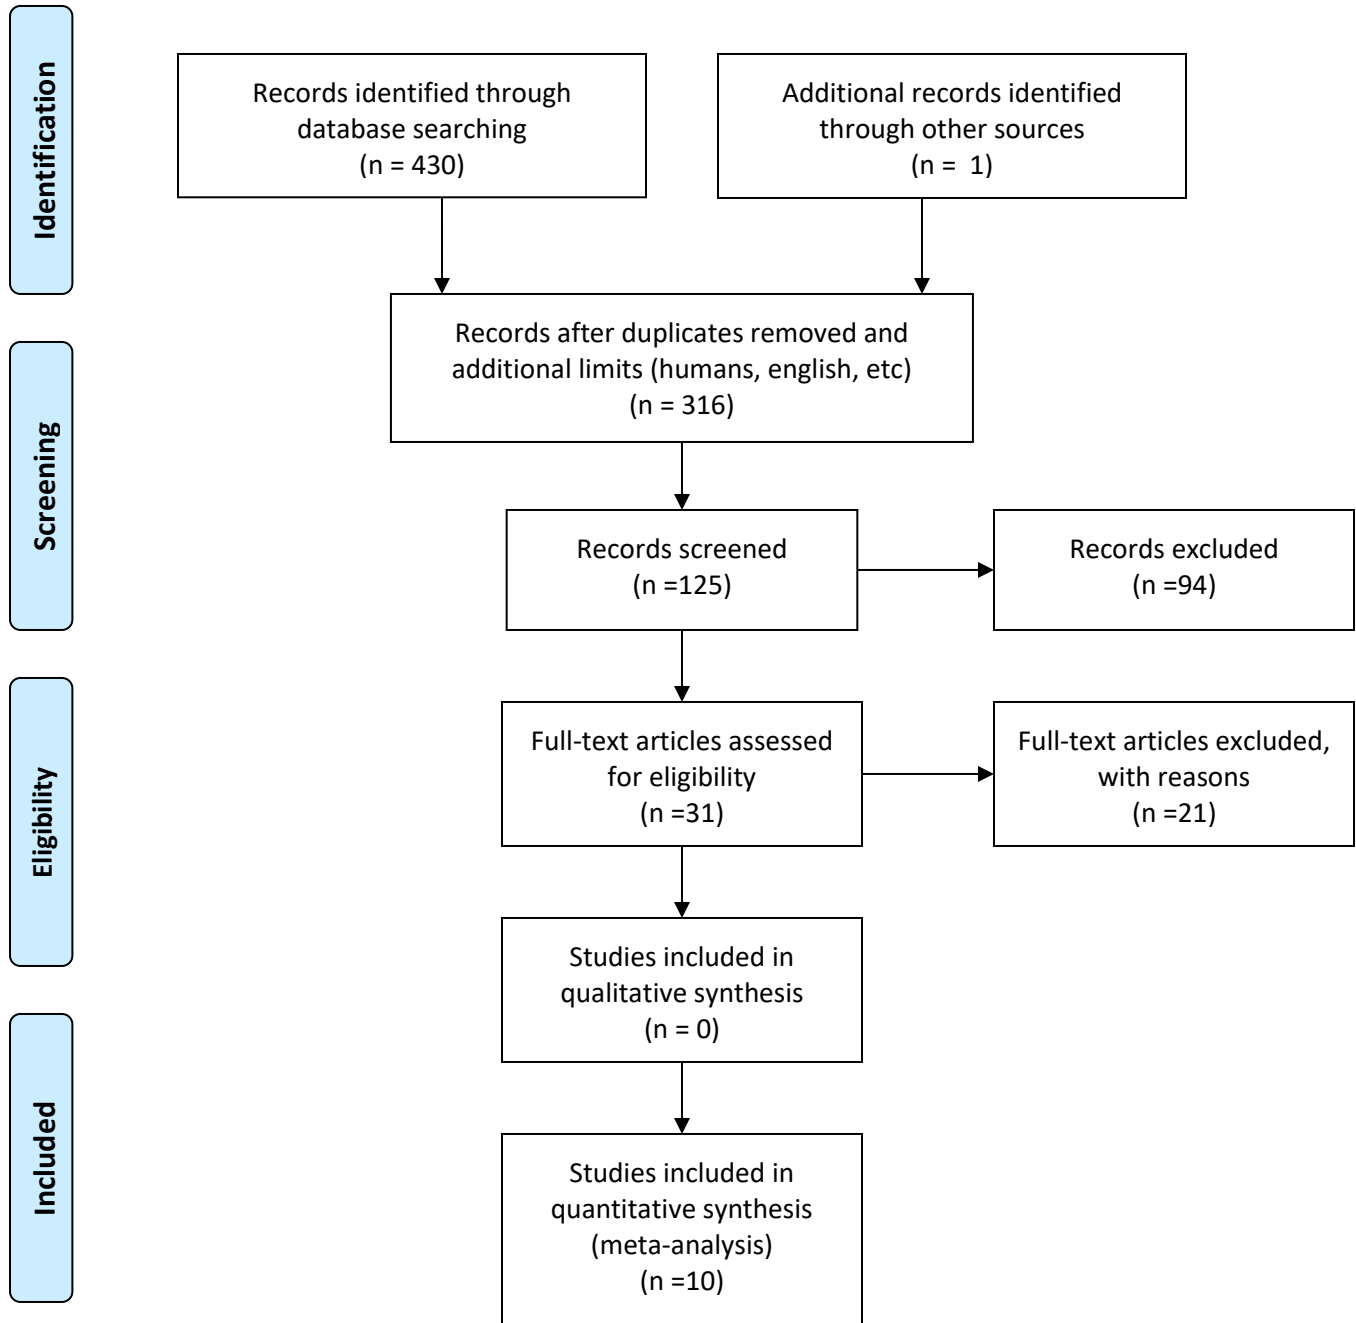 Identification
Records identified through
database searching
(n = 430)
Additional records identified
through other sources
(n =  1)
Records after duplicates removed and
additional limits (humans, english, etc)
(n = 316)
Screening
Records screened
(n =125)
Records excluded
(n =94)
Eligibility
Full-text articles assessed
for eligibility
(n =31)
Full-text articles excluded,
with reasons
(n =21)
Studies included in
qualitative synthesis
(n = 0)
Included
Studies included in
quantitative synthesis
(meta-analysis)
(n =10)